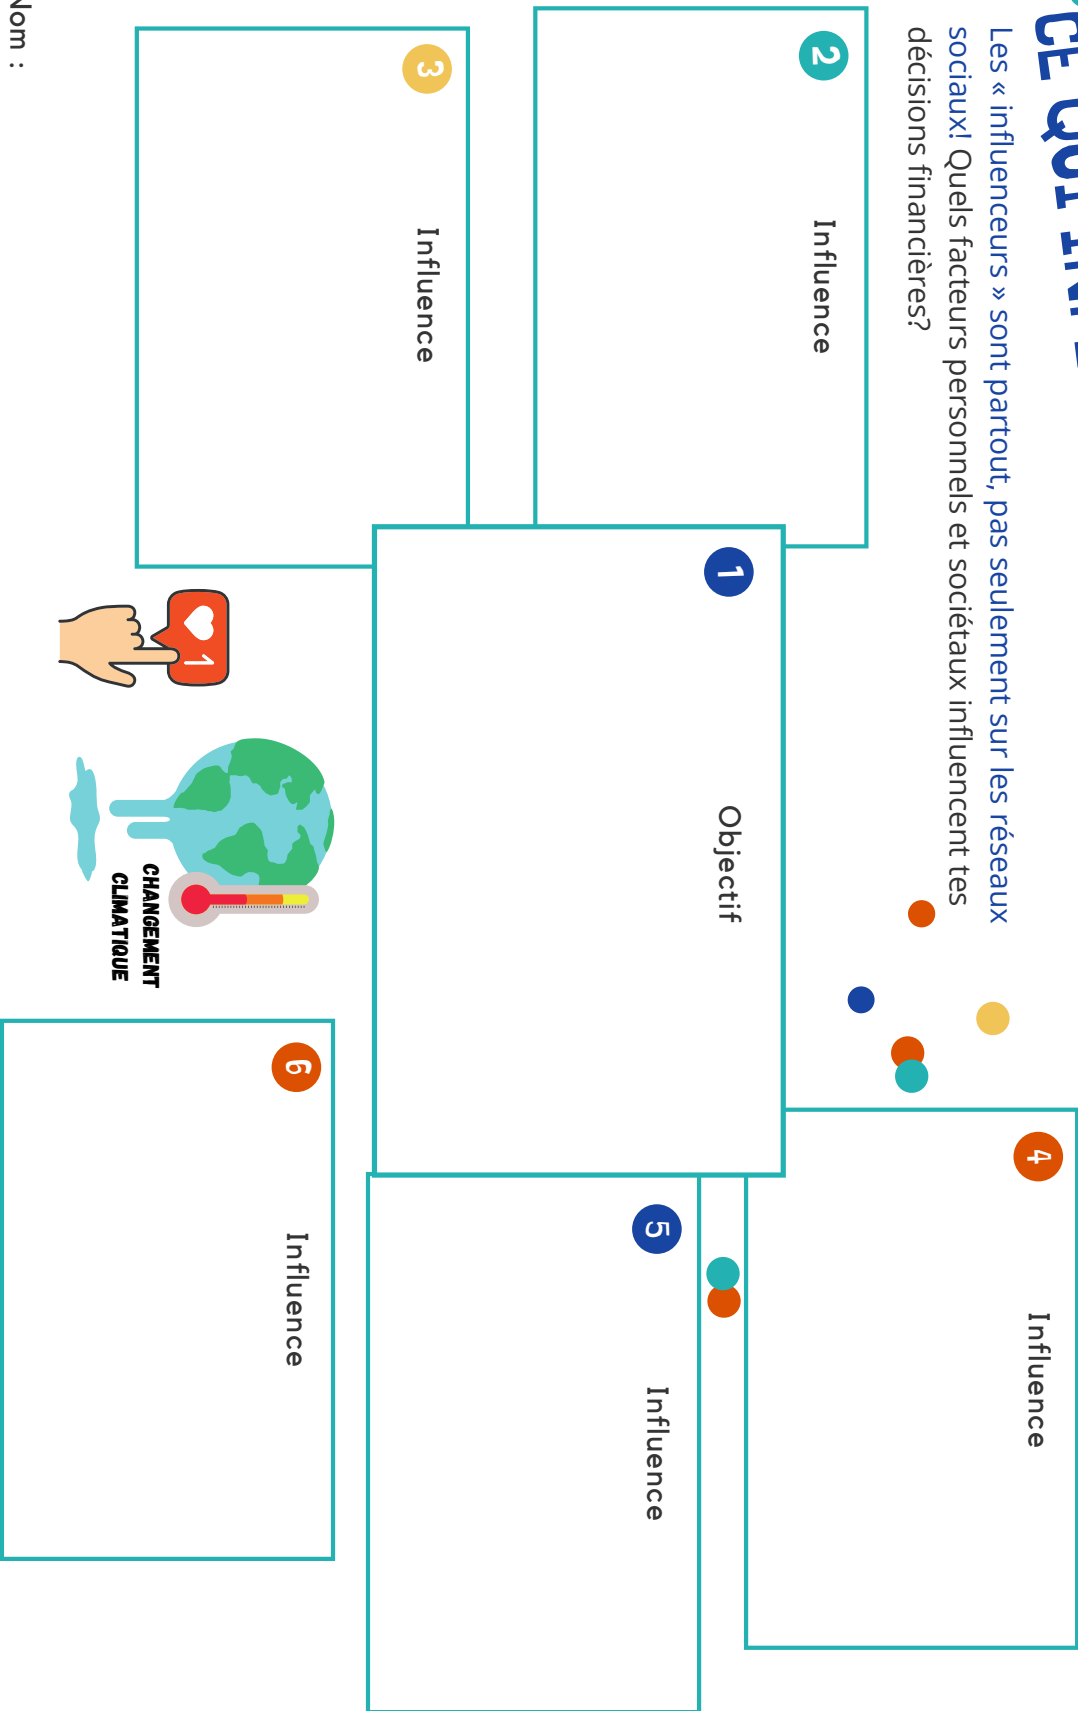 CE QUI
Les « influenceurs » sont partout, pas seulement sur les réseaux
sociaux! Quels facteurs personnels et sociétaux influencent tes
décisions financières?
2
Influence
3
Influence
1
Objectif
4
Influence
5
Influence
6
Influence
1
CHANGEMENT
CLIMATIQUE
Nom :